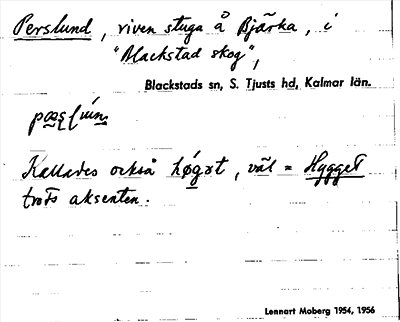 Perslund, riven stuga å Bjärka, i
"Blackstad skog",
Blackstads sn, S. Tjusts hd, Kalmar län.
Kallades också høgət, väl = Hygget
trots aksenten.
Lennart Moberg 1954, 1956